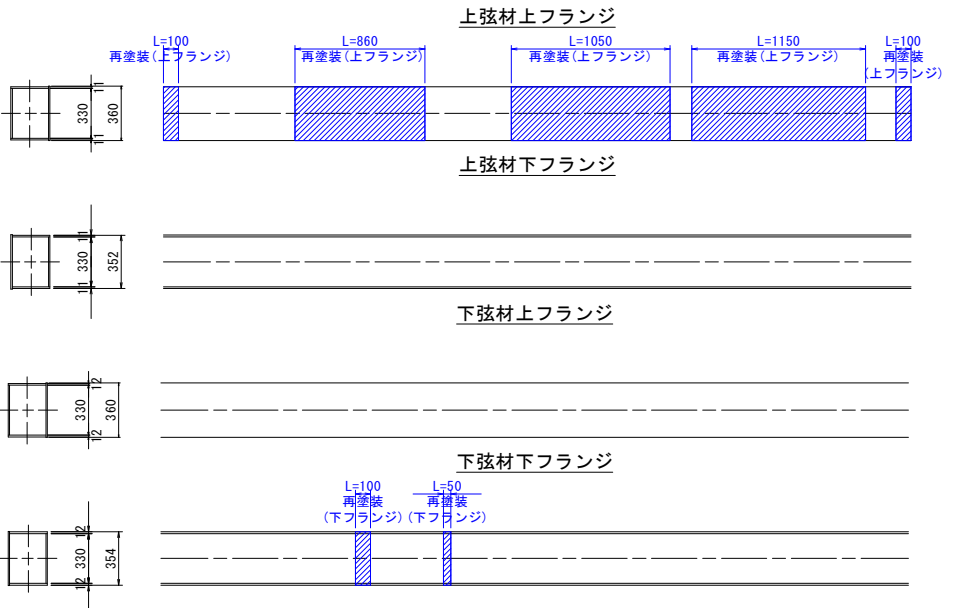 上弦材上フランジ
L=100
再塗装(上フランジ)
L=860
再塗装(上フランジ)
L=1050
再塗装(上フランジ)
L=1150
再塗装(上フランジ)
L=100
再塗装
(上フランジ)
11
330
360
11
上弦材下フランジ
11
330
352
11
下弦材上フランジ
12
330
360
12
下弦材下フランジ
L=100
再塗装
(下フランジ)
L=50
再塗装
(下フランジ)
12
330
354
12